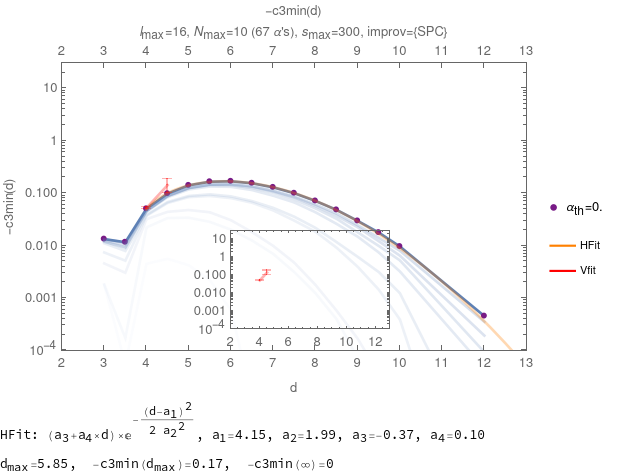 −c3min(d)
lmax=16, Nmax=10 (67 α's), smax=300, improv={SPC}
2 3 4 5 6 7 8 9 10 11 12 13
10
1
0.100
0.010
0.001
10^-4
−c3min(d)
αth=0.
HFit
Vfit
10
1
0.100
0.010
0.001
10^-4
2 4 6 8 10 12
2 3 4 5 6 7 8 9 10 11 12 13
d
HFit: (a3+a4×d)×e^(-(d-a1)^2/(2 a2^2)), a1=4.15, a2=1.99, a3=-0.37, a4=0.10
dmax=5.85, −c3min(dmax)=0.17, −c3min(∞)=0